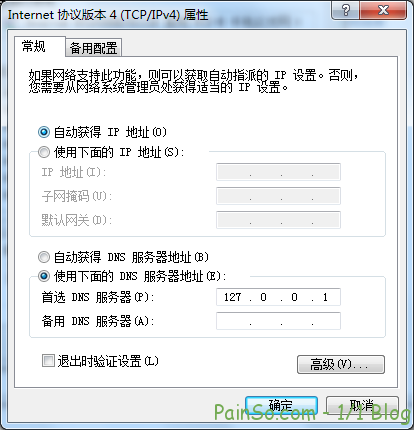 Internet 协议版本 4 (TCP/IPv4) 属性
常规 备用配置
如果网络支持此功能，则可以获取自动指派的 IP 设置。否则，
您需要从网络系统管理员处获得适当的 IP 设置。
自动获得 IP 地址(O)
使用下面的 IP 地址(S):
IP 地址(I):
子网掩码(U):
默认网关(D):
自动获得 DNS 服务器地址(B)
使用下面的 DNS 服务器地址(E):
首选 DNS 服务器(P): 127 . 0 . 0 . 1
备用 DNS 服务器(A):
退出时验证设置(L)
高级(V)...
确定 取消
PainSo.com - 1/1 Blog